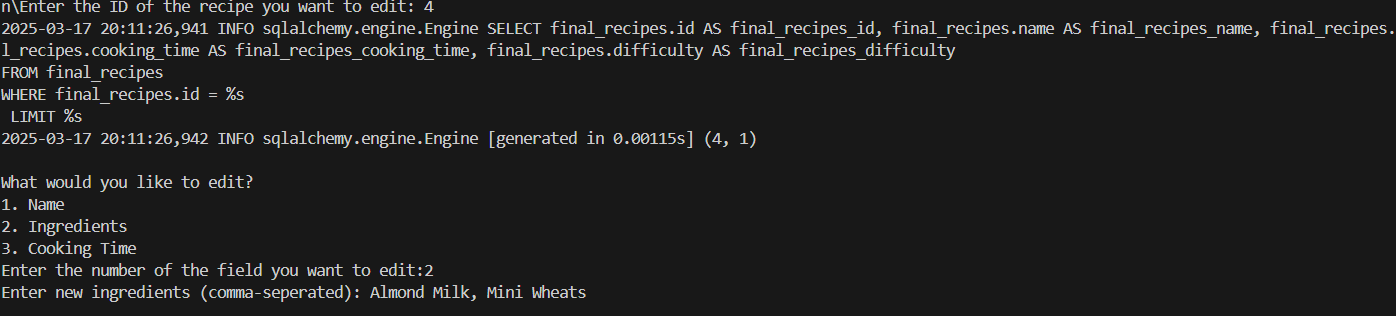 n\Enter the ID of the recipe you want to edit: 4
2025-03-17 20:11:26,941 INFO sqlalchemy.engine.Engine SELECT final_recipes.id AS final_recipes_id, final_recipes.name AS final_recipes_name, final_recipes.
l_recipes.cooking_time AS final_recipes_cooking_time, final_recipes.difficulty AS final_recipes_difficulty
FROM final_recipes
WHERE final_recipes.id = %s
 LIMIT %s
2025-03-17 20:11:26,942 INFO sqlalchemy.engine.Engine [generated in 0.00115s] (4, 1)

What would you like to edit?
1. Name
2. Ingredients
3. Cooking Time
Enter the number of the field you want to edit:2
Enter new ingredients (comma-seperated): Almond Milk, Mini Wheats